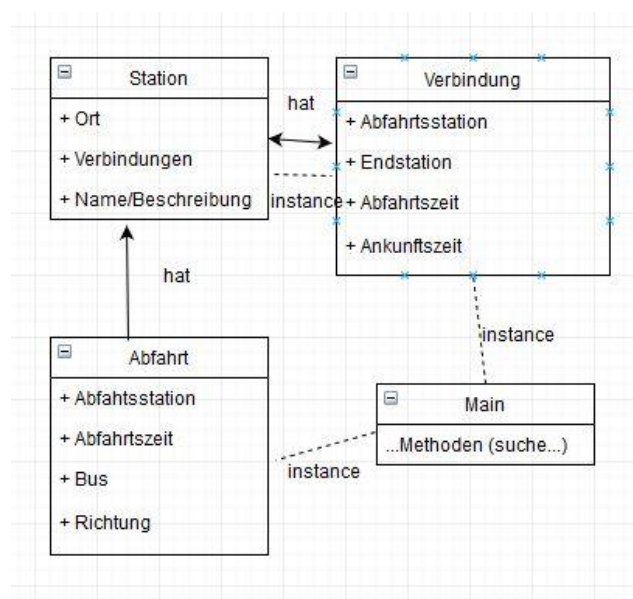 Station
+ Ort
+ Verbindungen
+ Name/Beschreibung
hat
instance
Verbindung
+ Abfahrtsstation
+ Endstation
+ Abfahrtszeit
+ Ankunftszeit
hat
instance
Abfahrt
+ Abfahtsstation
+ Abfahrtszeit
+ Bus
+ Richtung
instance
Main
...Methoden (suche...)